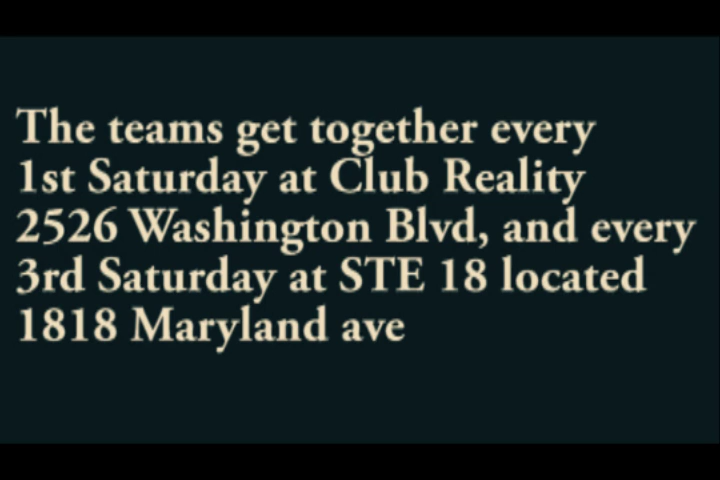 The teams get together every
1st Saturday at Club Reality
2526 Washington Blvd, and every
3rd Saturday at STE 18 located
1818 Maryland ave